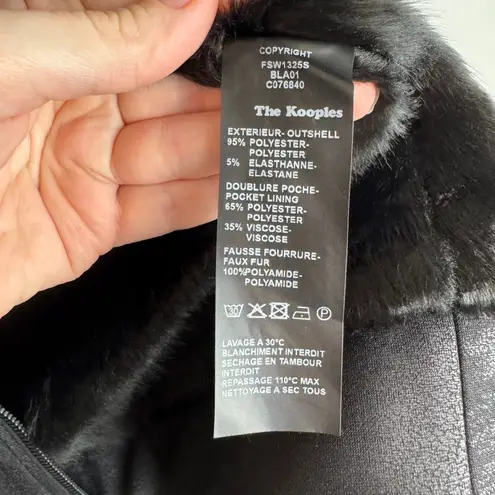 COPYRIGHT
FSW1325S
BLA01
C076840
The Kooples
EXTERIEUR- OUTSHELL
95% POLYESTER-
POLYESTER
5% ELASTHANNE-
ELASTANE
DOUBLURE POCHE-
POCKET LINING
65% POLYESTER-
POLYESTER
35% VISCOSE-
VISCOSE
FAUSSE FOURRURE-
FAUX FUR
100%POLYAMIDE-
POLYAMIDE
30 P
LAVAGE A 30°C
BLANCHIMENT INTERDIT
SECHAGE EN TAMBOUR
INTERDIT
REPASSAGE 110°C MAX
NETTOYAGE A SEC TOUS